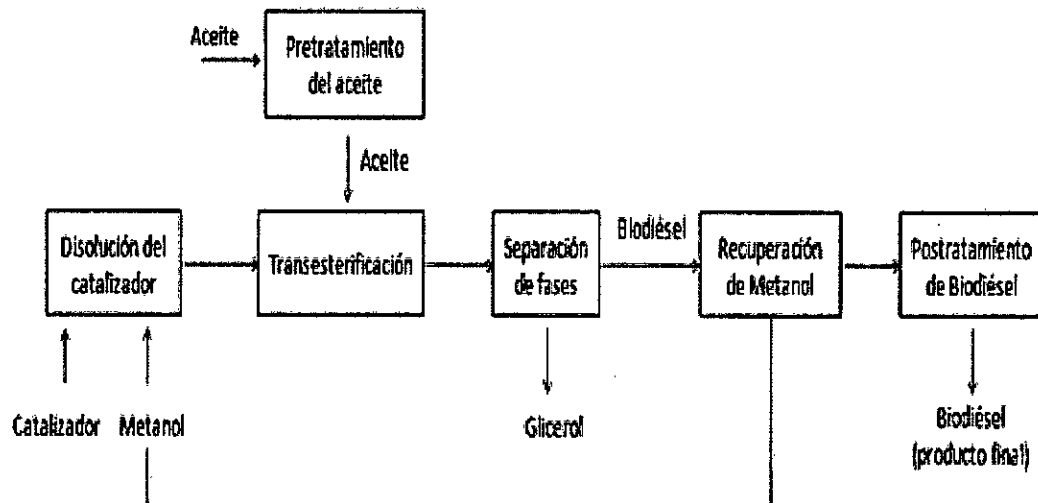 Aceite
Pretratamiento
del aceite
Aceite
Disolución del
catalizador
Transesterificación
Separación
de fases
Biodiésel
Recuperación
de Metanol
Postratamiento
de Biodiésel
Catalizador
Metanol
Glicerol
Biodiésel
(producto final)